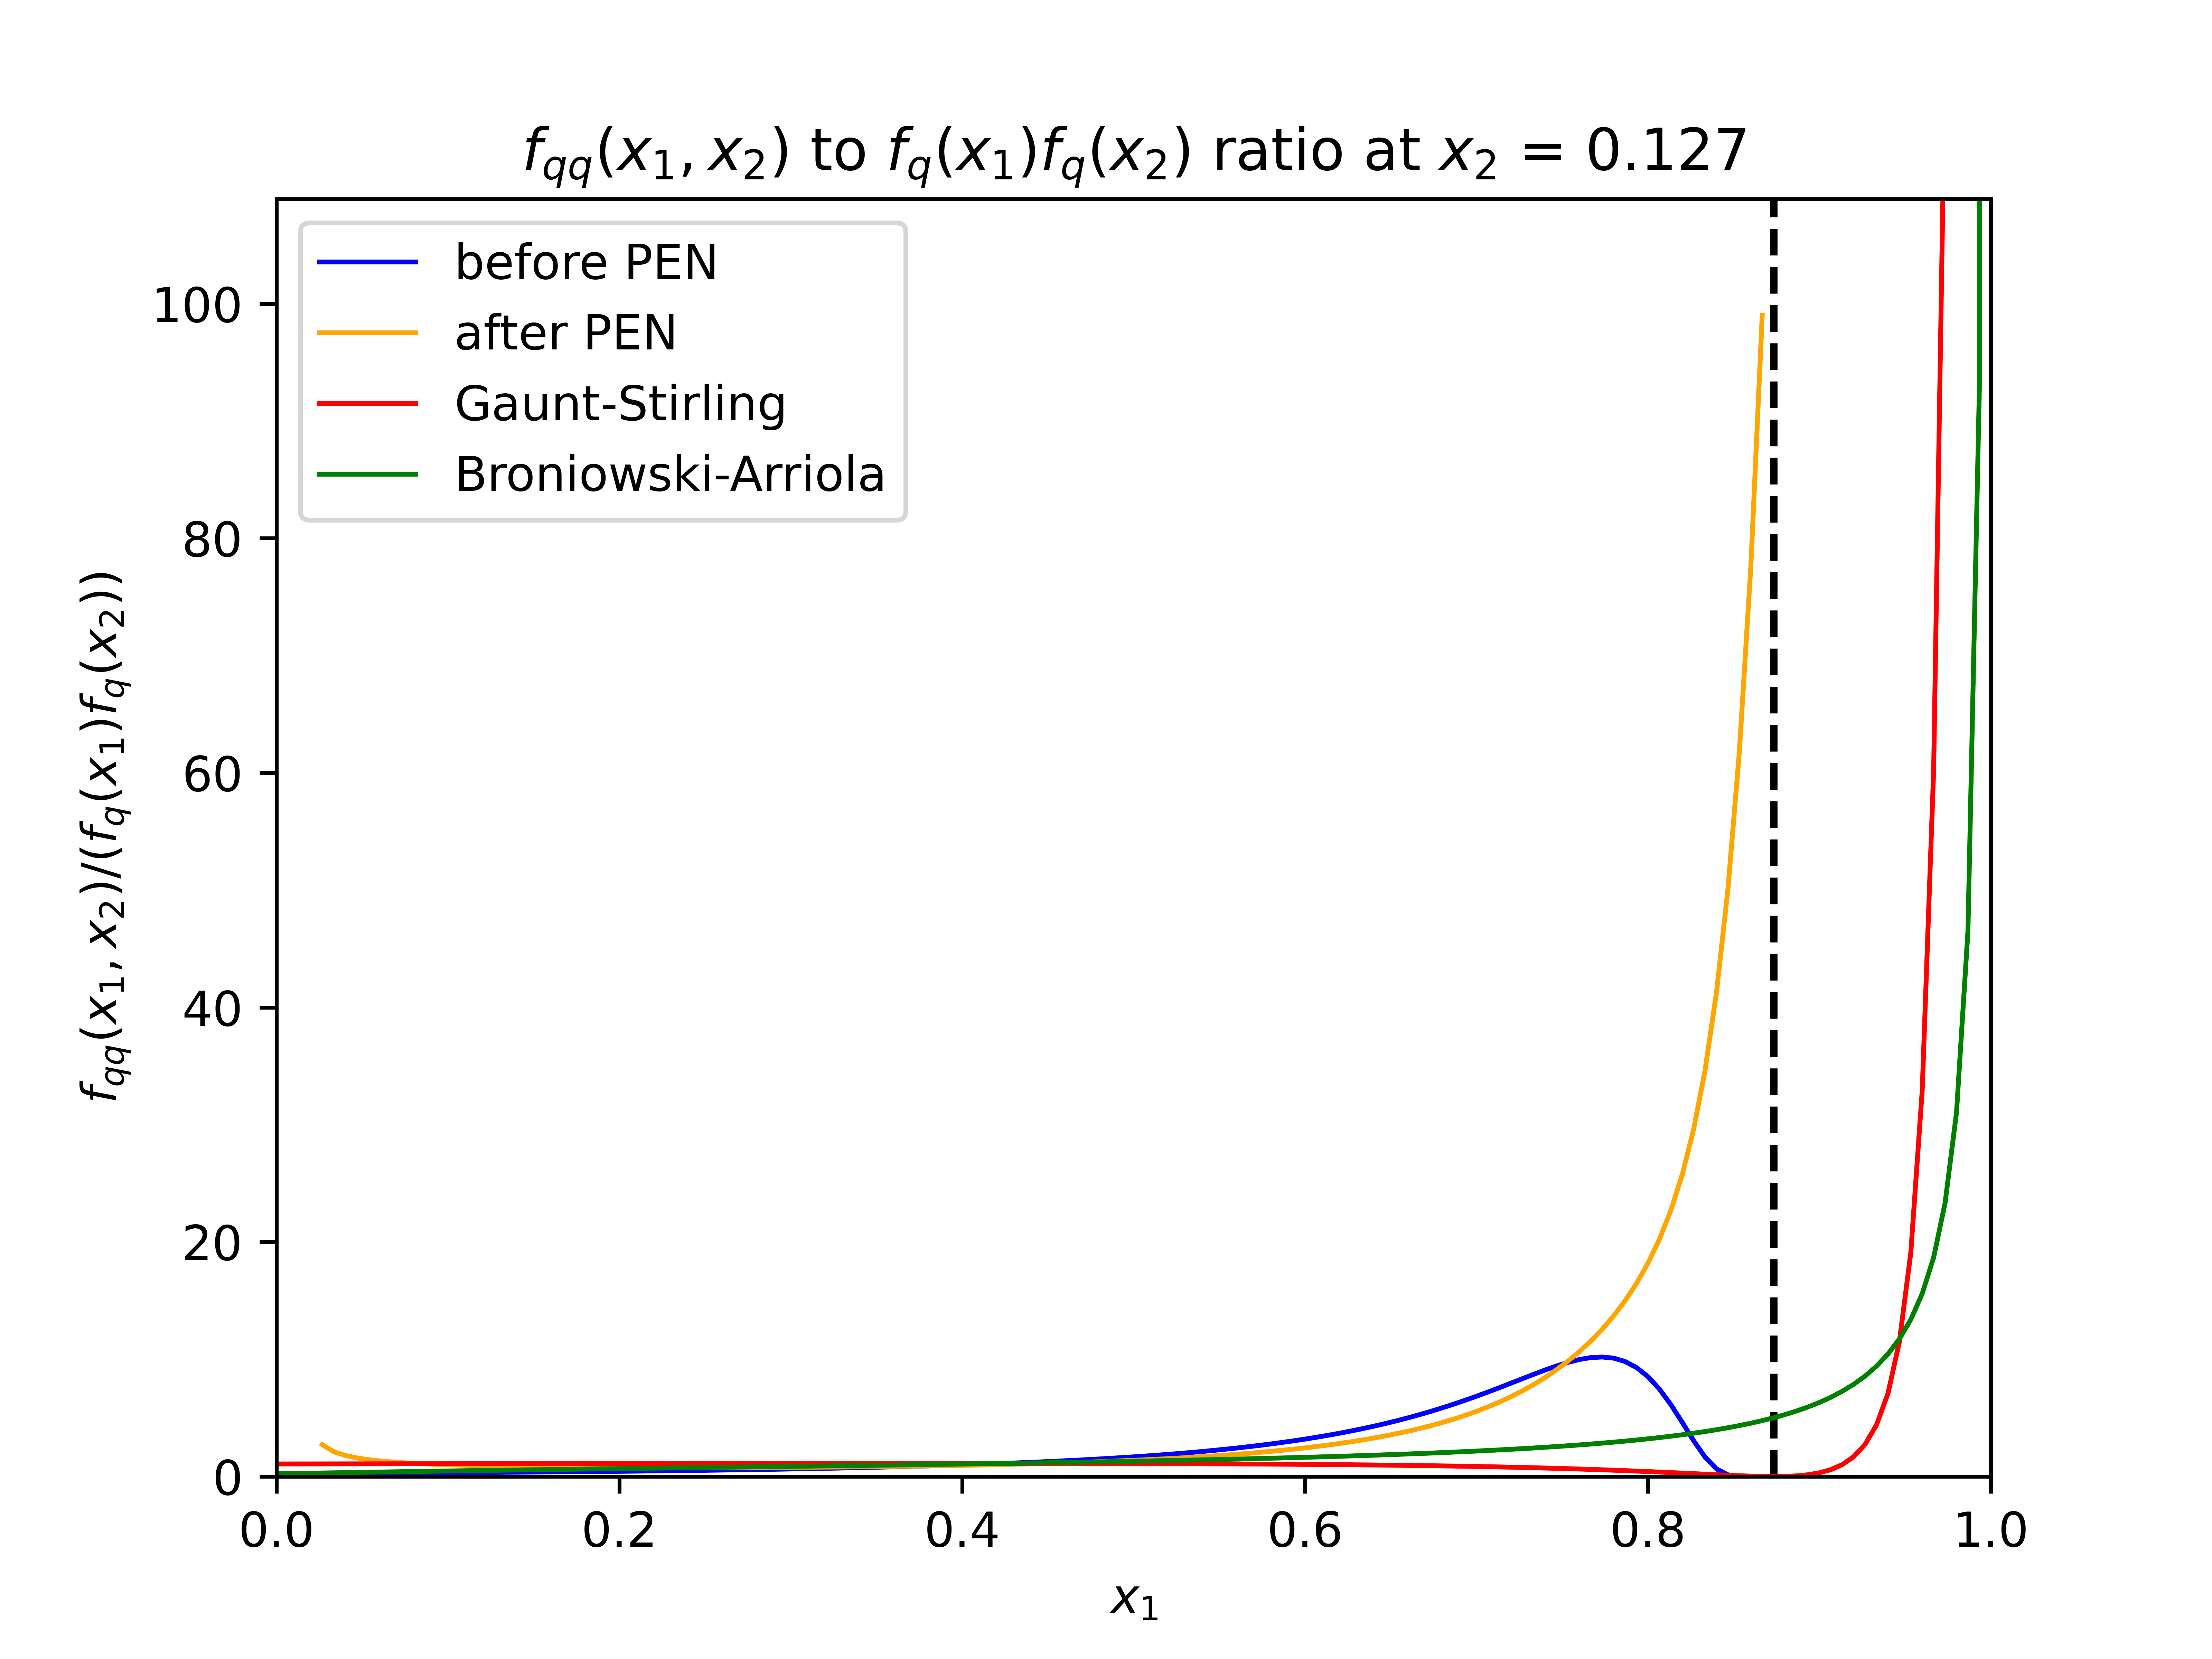 f_qq(x_1, x_2) to f_q(x_1)f_q(x_2) ratio at x_2 = 0.127
before PEN
after PEN
Gaunt-Stirling
Broniowski-Arriola
f_qq(x_1, x_2)/(f_q(x_1)f_q(x_2))
100
80
60
40
20
0
0.0 0.2 0.4 0.6 0.8 1.0
x_1